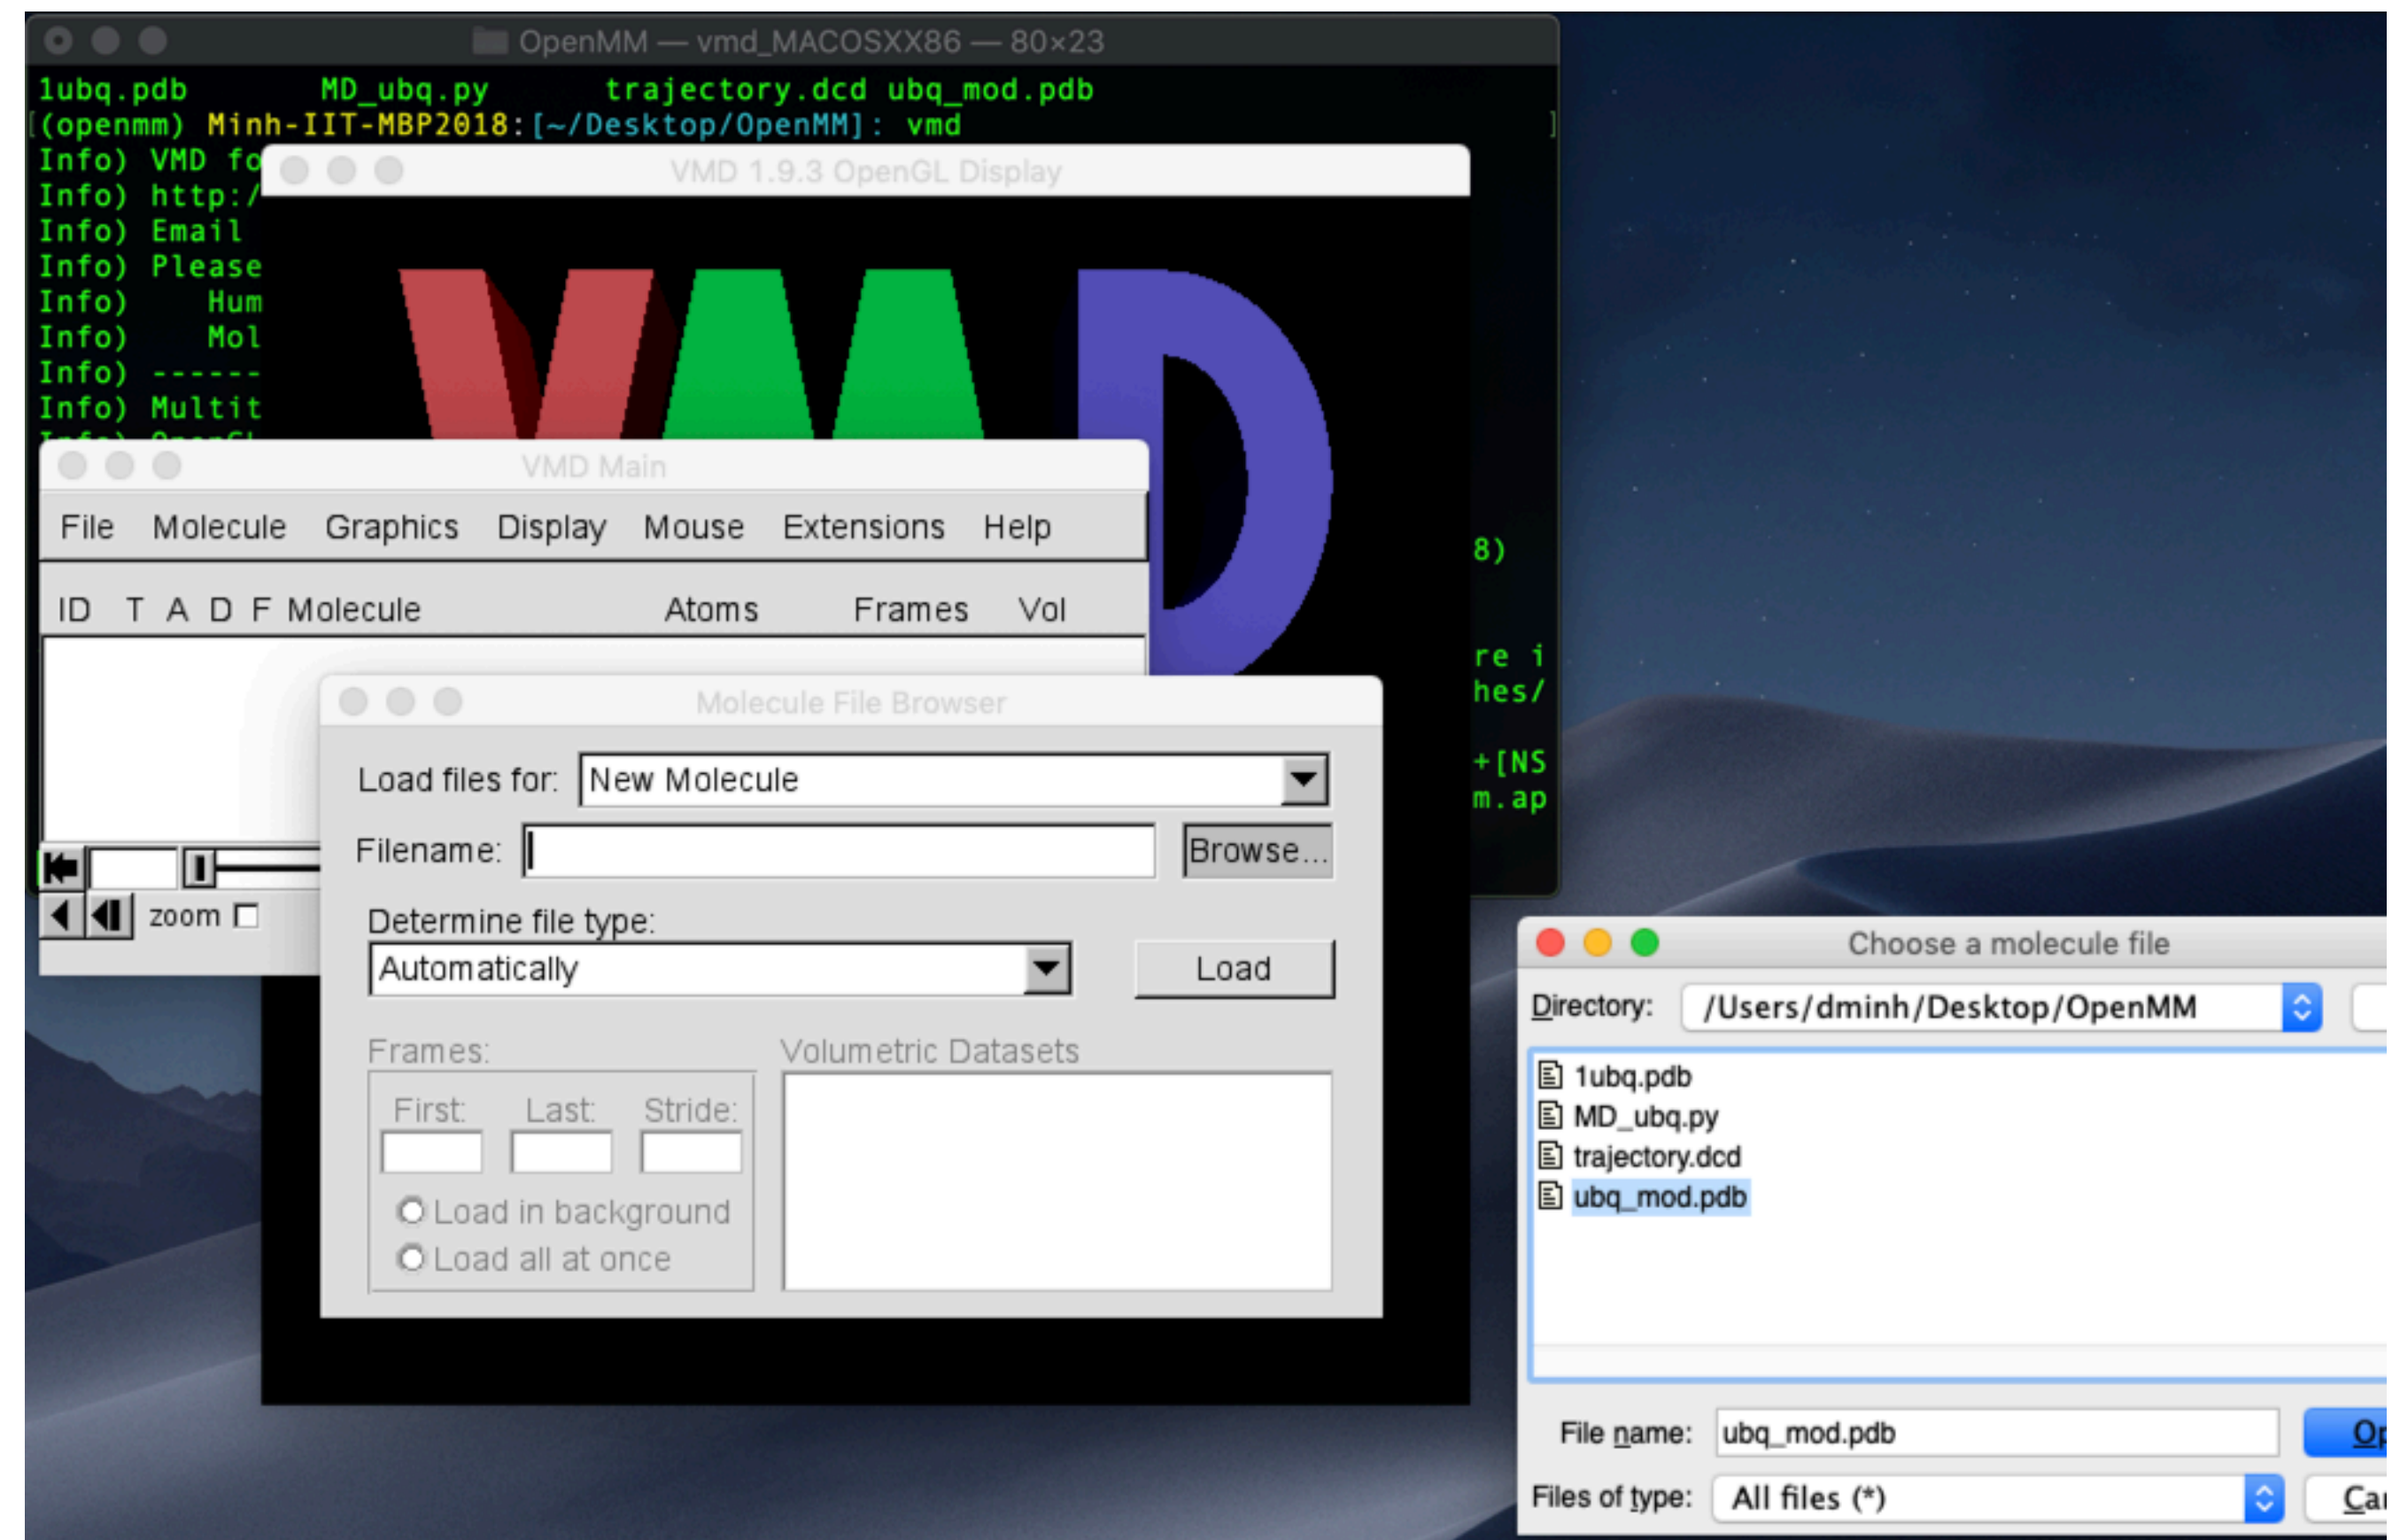 OpenMM — vmd_MACOSXX86 — 80×23
1ubq.pdb MD_ubq.py trajectory.dcd ubq_mod.pdb
[(openmm) Minh-IIT-MBP2018:[~/Desktop/OpenMM]: vmd ]
Info) VMD fo
Info) http:/
Info) Email
Info) Please
Info) Hum
Info) Mol
Info) ------
Info) Multit
8)
re i
hes/
+[NS
m.ap
VMD 1.9.3 OpenGL Display
VMD
VMD Main
File Molecule Graphics Display Mouse Extensions Help
ID T A D F Molecule Atoms Frames Vol
zoom
Molecule File Browser
Load files for: New Molecule
Filename: Browse...
Determine file type:
Automatically Load
Frames: Volumetric Datasets
First: Last: Stride:
Load in background
Load all at once
Choose a molecule file
Directory: /Users/dminh/Desktop/OpenMM
1ubq.pdb
MD_ubq.py
trajectory.dcd
ubq_mod.pdb
File name: ubq_mod.pdb Op
Files of type: All files (*) Ca